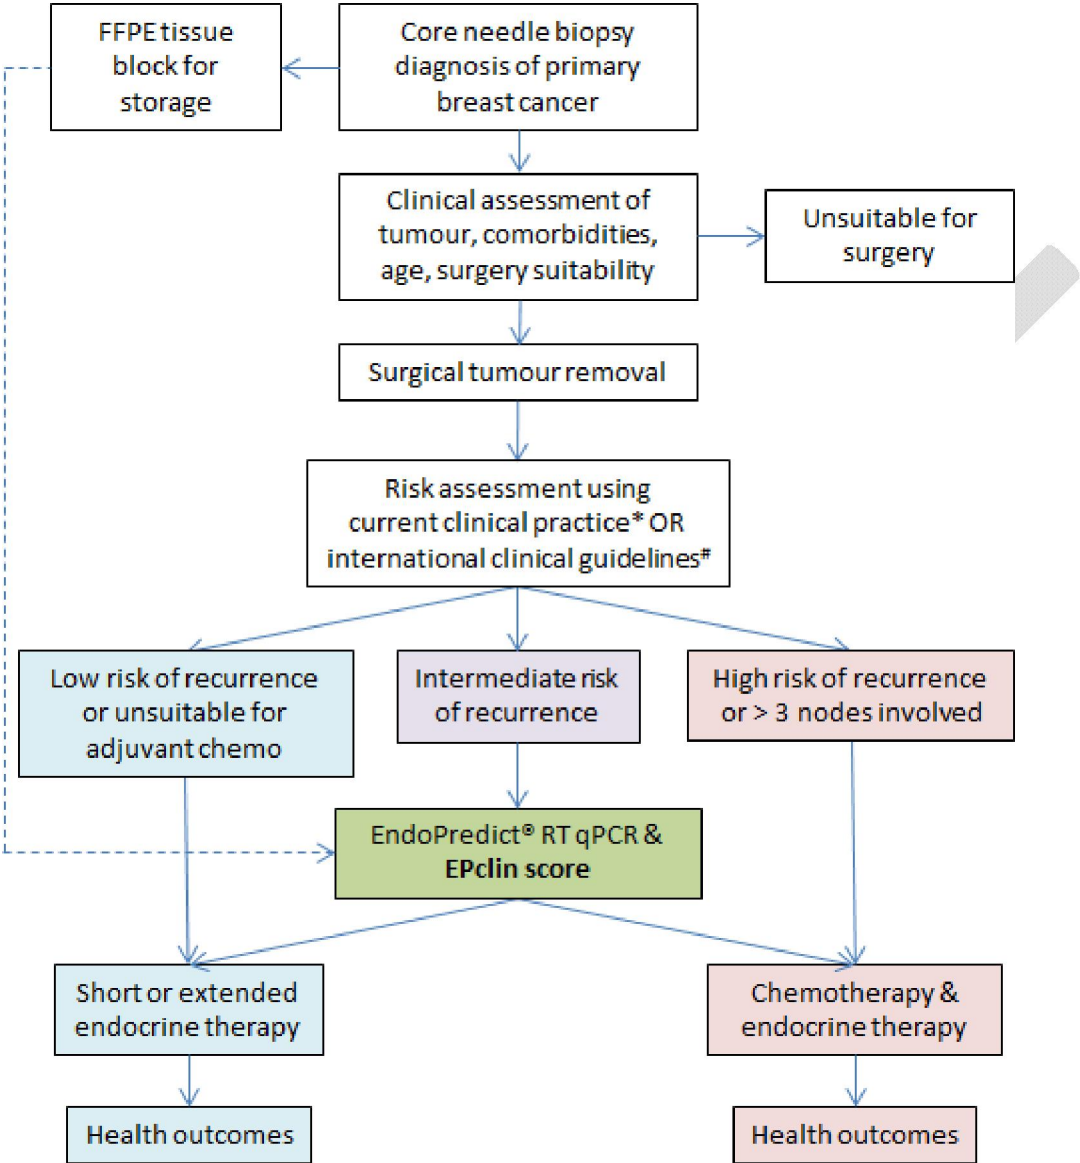 FFPE tissue
block for
storage
Core needle biopsy
diagnosis of primary
breast cancer
Clinical assessment of
tumour, comorbidities,
age, surgery suitability
Unsuitable for
surgery
Surgical tumour removal
Risk assessment using
current clinical practice* OR
international clinical guidelines#
Low risk of recurrence
or unsuitable for
adjuvant chemo
Intermediate risk
of recurrence
High risk of recurrence
or > 3 nodes involved
EndoPredict® RT qPCR &
EPclin score
Short or extended
endocrine therapy
Chemotherapy &
endocrine therapy
Health outcomes
Health outcomes